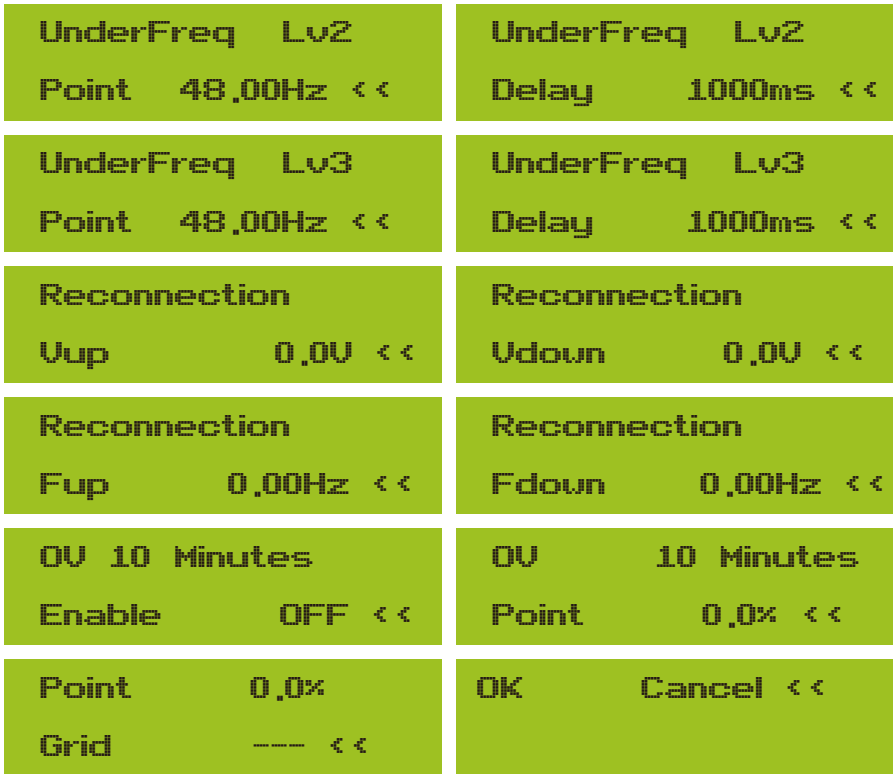 UnderFreq Lv2
Point 48.00Hz <<
UnderFreq Lv2
Delay 1000ms <<
UnderFreq Lv3
Point 48.00Hz <<
UnderFreq Lv3
Delay 1000ms <<
Reconnection
Vup 0.0V <<
Reconnection
Vdown 0.0V <<
Reconnection
Fup 0.00Hz <<
Reconnection
Fdown 0.00Hz <<
OV 10 Minutes
Enable OFF <<
OV 10 Minutes
Point 0.0% <<
Point 0.0%
Grid --- <<
OK Cancel <<